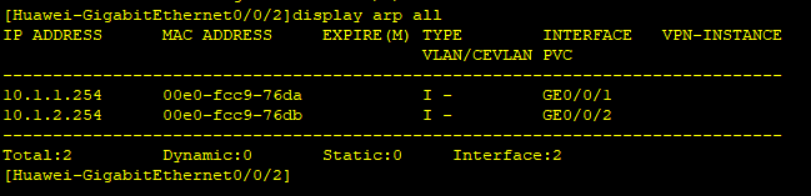 [Huawei-GigabitEthernet0/0/2]display arp all
IP ADDRESS      MAC ADDRESS     EXPIRE(M) TYPE        INTERFACE   VPN-INSTANCE
                                          VLAN/CEVLAN PVC
------------------------------------------------------------------------------
10.1.1.254      00e0-fcc9-76da            I -         GE0/0/1
10.1.2.254      00e0-fcc9-76db            I -         GE0/0/2
------------------------------------------------------------------------------
Total:2         Dynamic:0       Static:0     Interface:2
[Huawei-GigabitEthernet0/0/2]